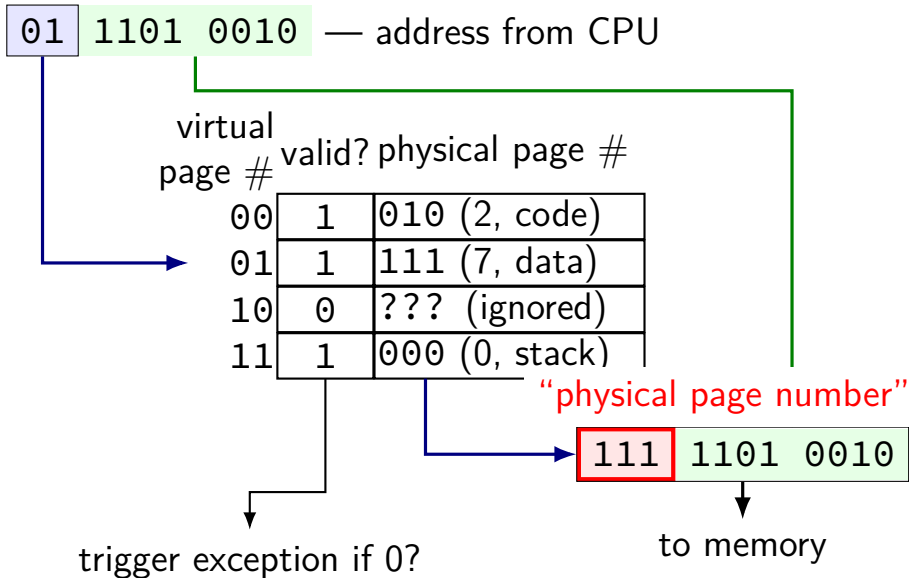 01 1101 0010 — address from CPU
virtual
page #
valid? physical page #
00 1 010 (2, code)
01 1 111 (7, data)
10 0 ??? (ignored)
11 1 000 (0, stack)
“physical page number”
111 1101 0010
to memory
trigger exception if 0?